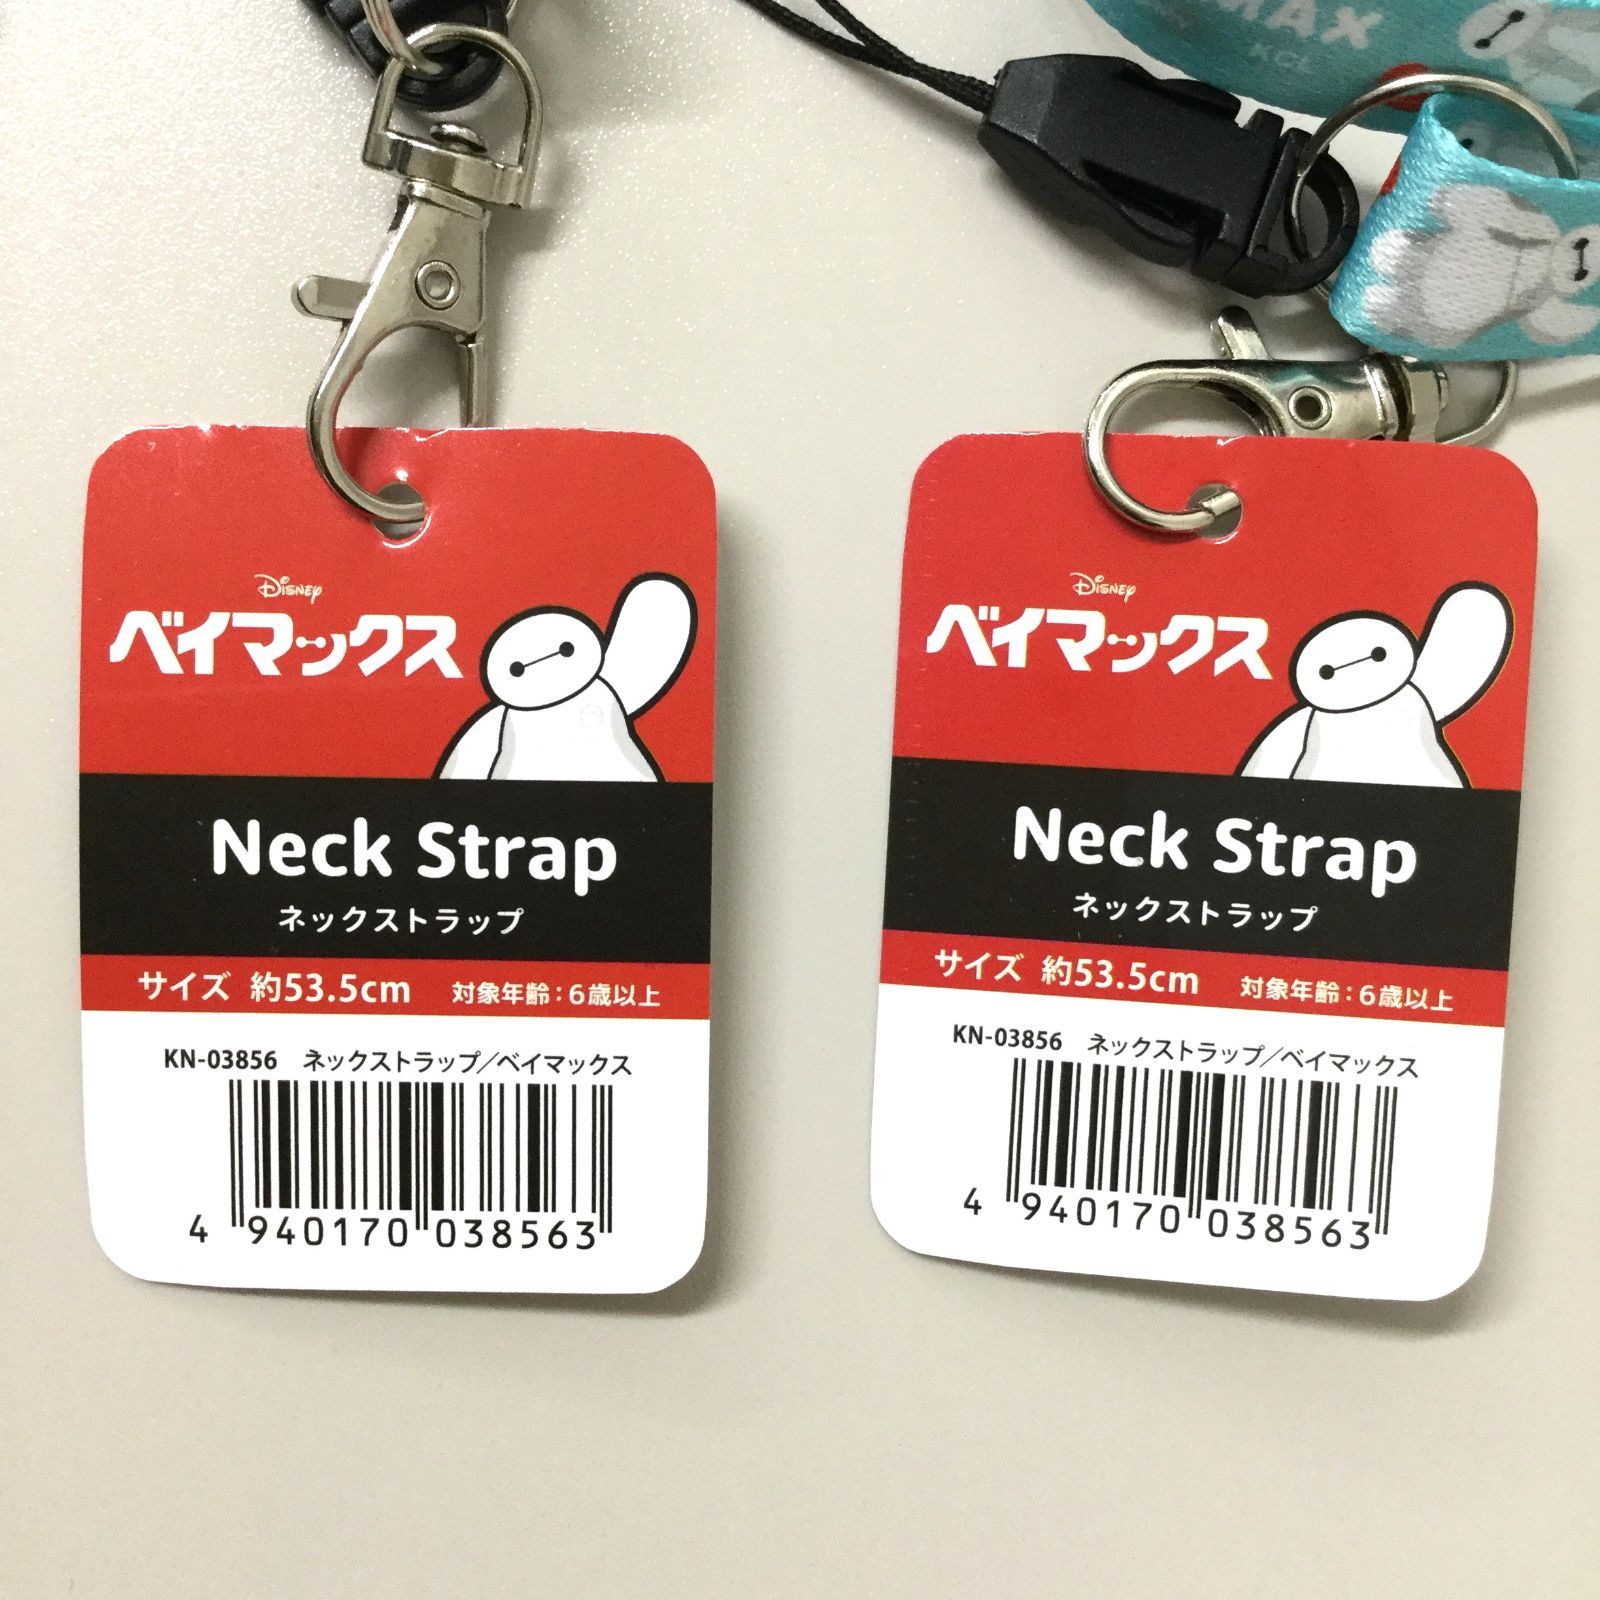 MAX
KCL
Disney
ベイマックス
Neck Strap
ネックストラップ
サイズ 約53.5cm 対象年齢：6歳以上
KN-03856 ネックストラップ／ベイマックス
4 940170 038563
Disney
ベイマックス
Neck Strap
ネックストラップ
サイズ 約53.5cm 対象年齢：6歳以上
KN-03856 ネックストラップ／ベイマックス
4 940170 038563